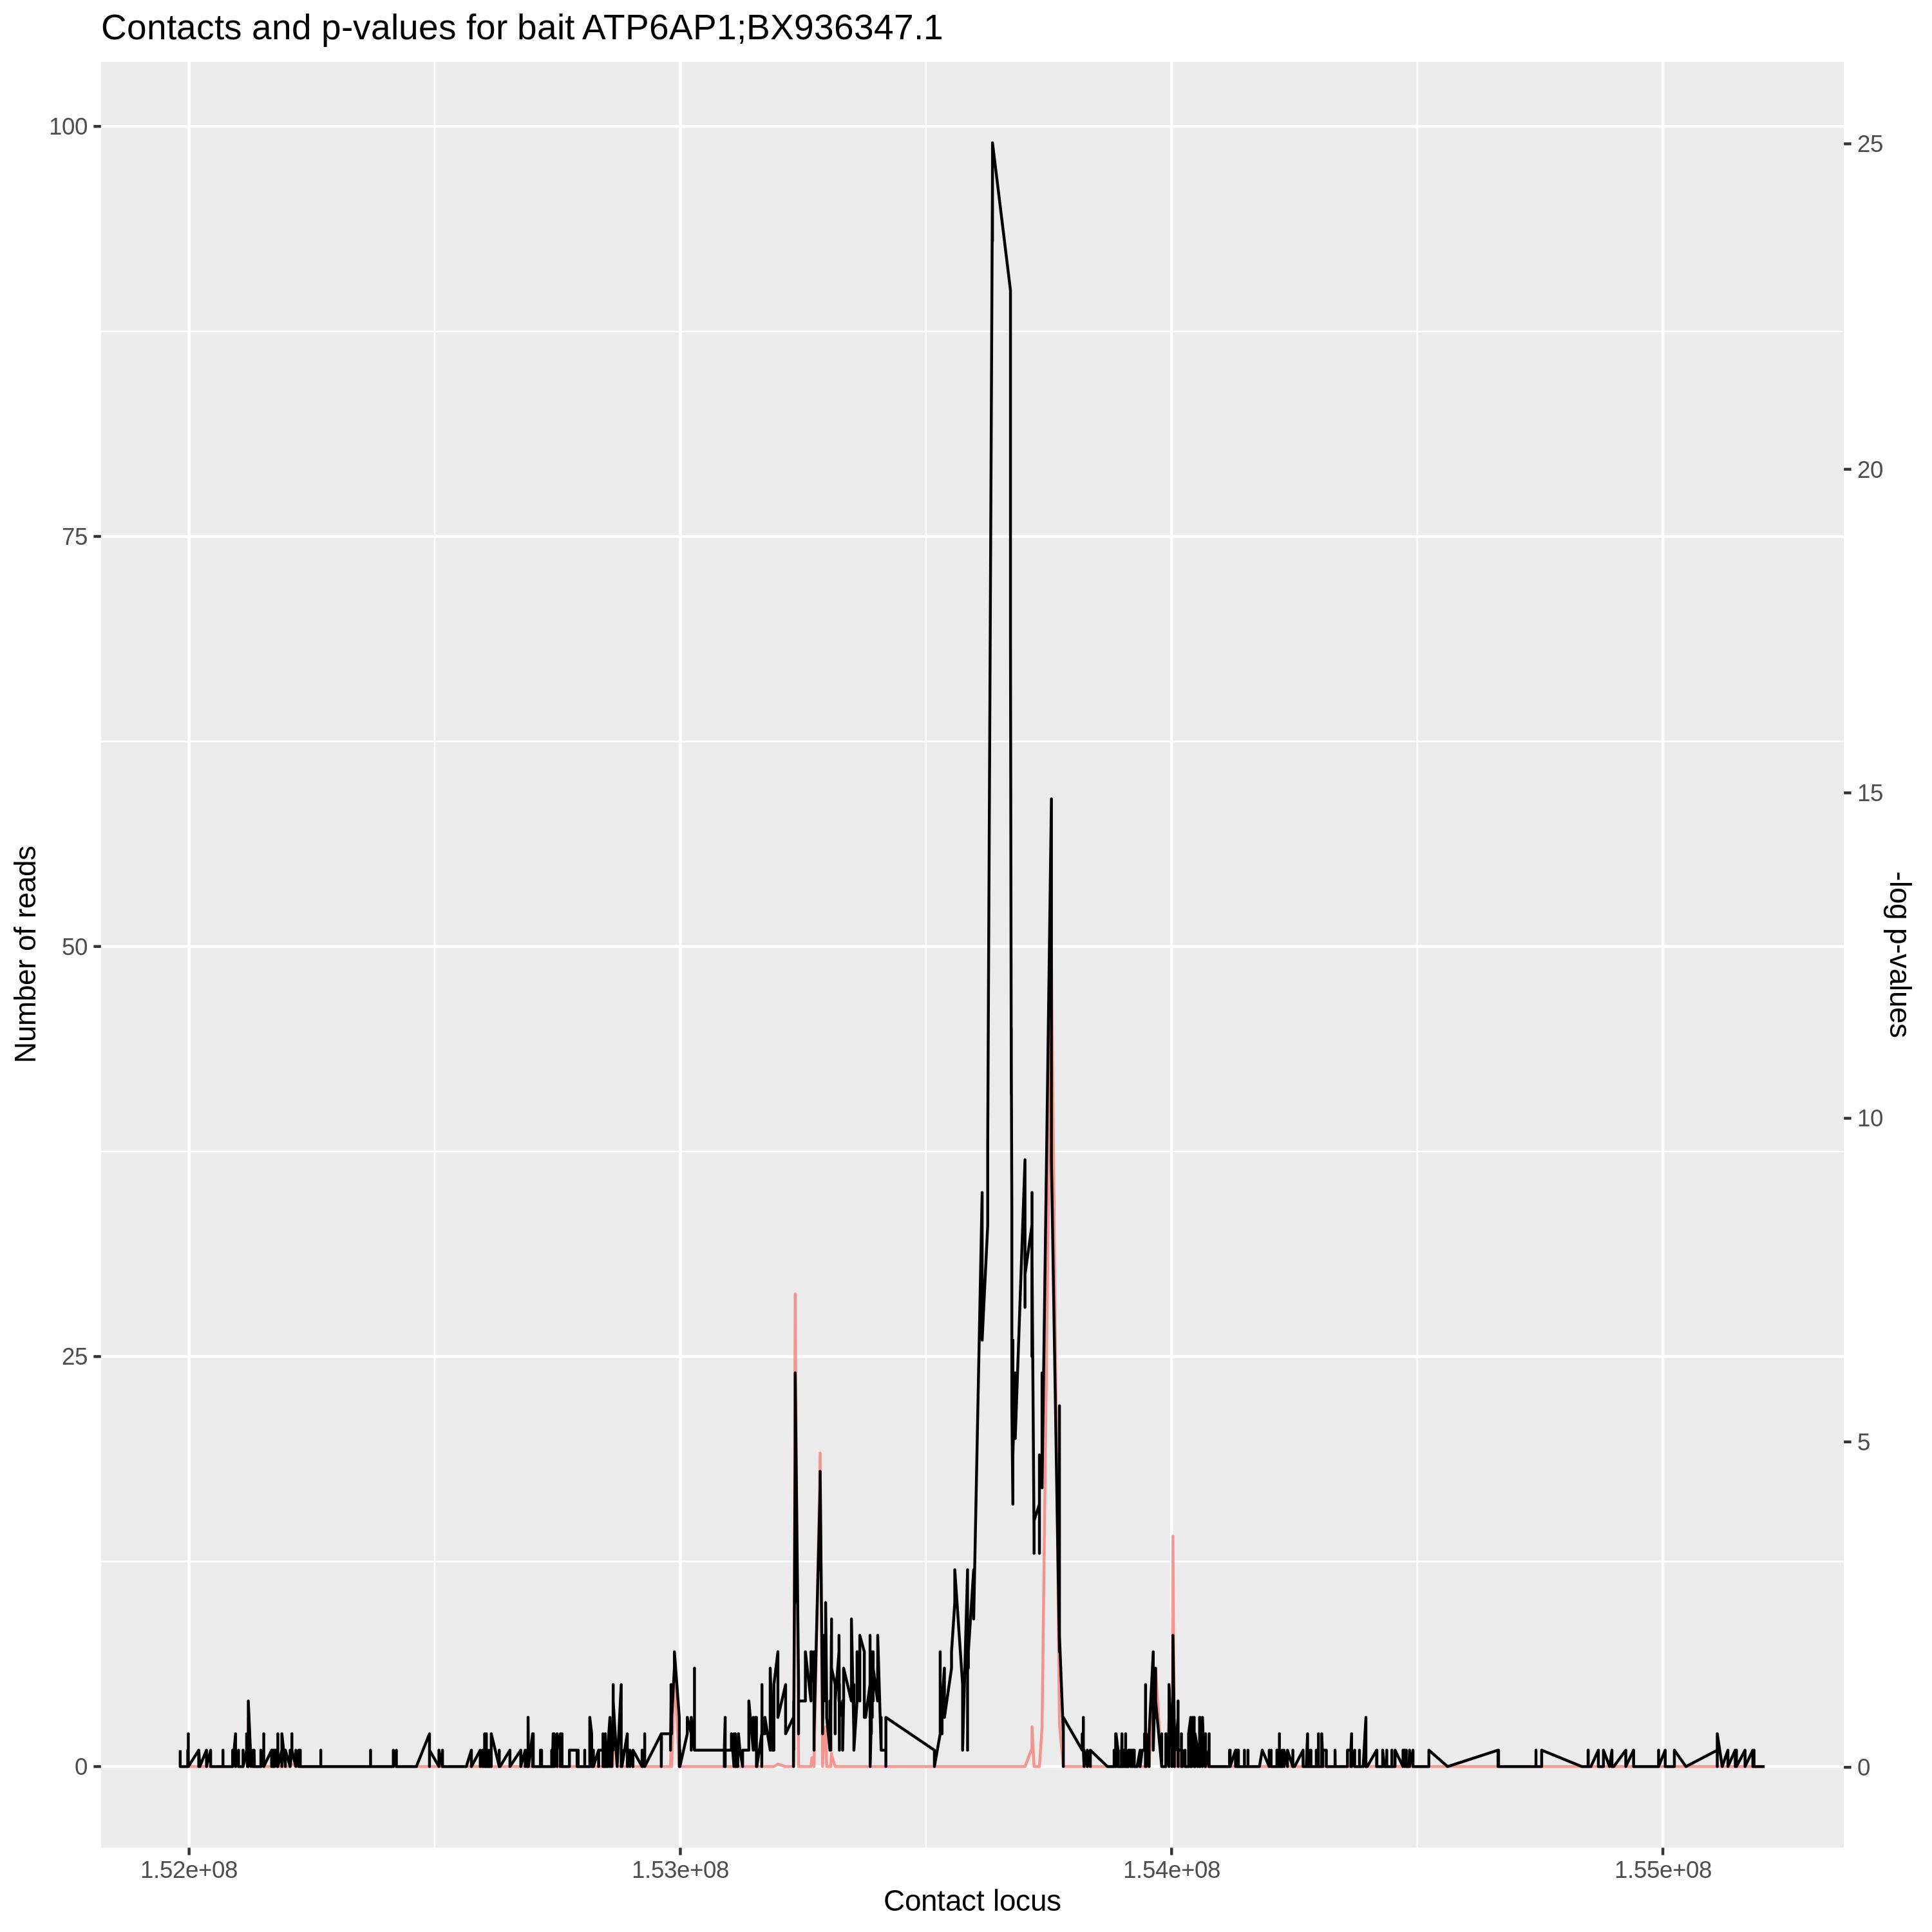 Contacts and p-values for bait ATP6AP1;BX936347.1
100
75
50
25
0
Number of reads
25
20
15
10
5
0
-log p-values
1.52e+08
1.53e+08
1.54e+08
1.55e+08
Contact locus